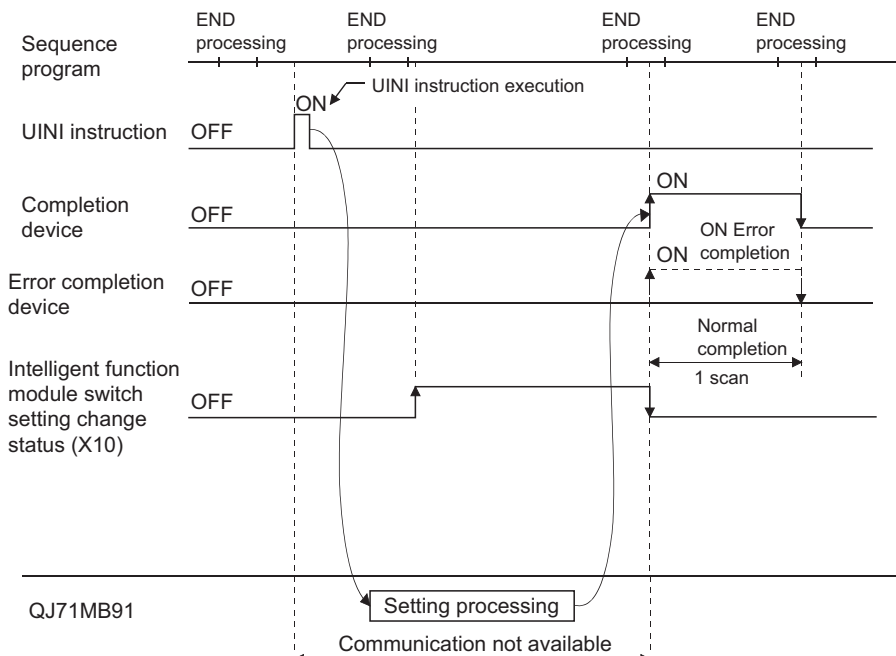 END
processing
END
processing
END
processing
END
processing
Sequence
program
UINI instruction execution
ON
UINI instruction
OFF
Completion
device
OFF
ON
ON Error
completion
ON
Error completion
device
OFF
Normal
completion
1 scan
Intelligent function
module switch
setting change
status (X10)
OFF
QJ71MB91
Setting processing
Communication not available